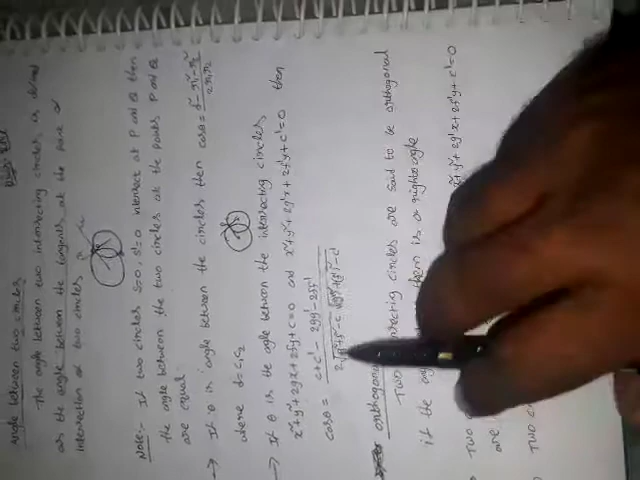 Angle between two circles
The angle between two intersecting circles is defined
as the angle between the tangents at the point of
intersection of two circles
Note:- If two circles S=0, S'=0 intersect at P and Q then
the angle between the two circles at the points P and Q
are equal
→ If θ is angle between the circles then cosθ = (d²-r₁²-r₂²)/(2r₁r₂)
where d=c₁c₂
→ If θ is the agle between the intersecting circles
x²+y²+2gx+2fy+c=0 and x²+y²+2g'x+2f'y+c'=0 then
cosθ = (c+c'-2gg'-2ff')/(2√(g²+f²-c) √((g')²+(f')²-c'))
orthogonal
Two intersecting circles are said to be orthogonal
if the ang them is a right angle
Two
are x²+y²+2g'x+2f'y+c'=0
Two c